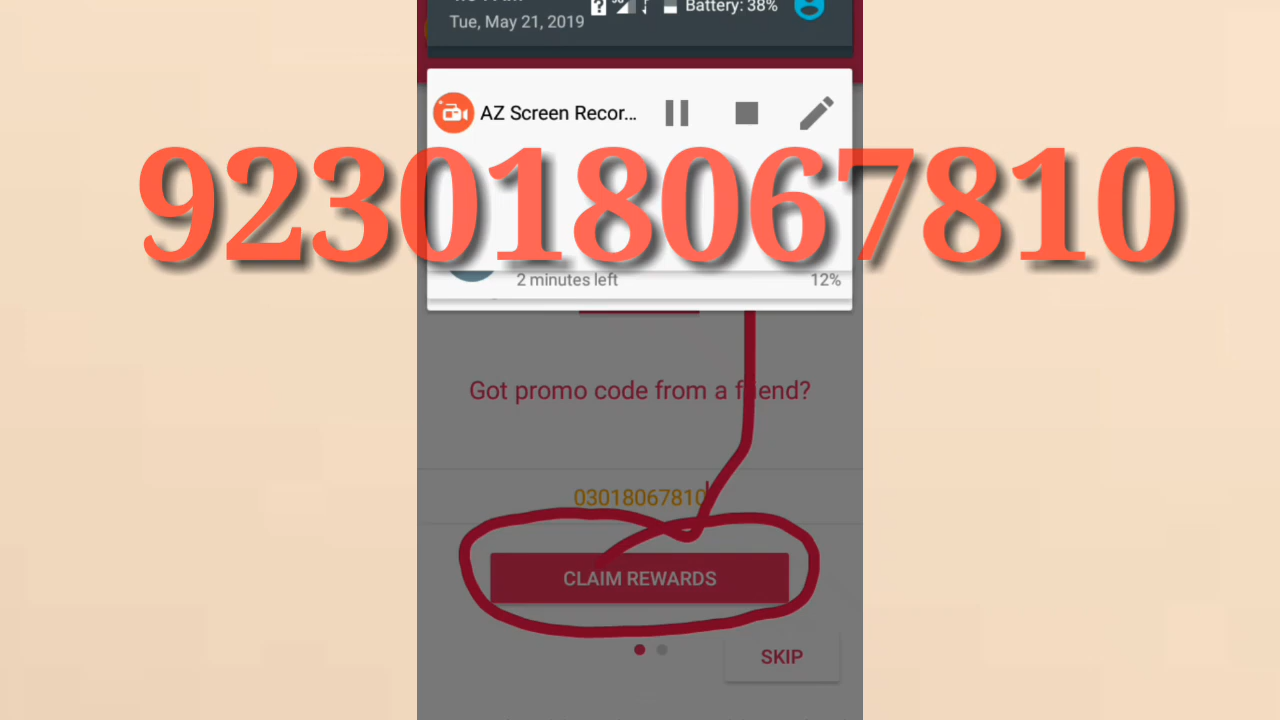 Tue, May 21, 2019
Battery: 38%
AZ Screen Recor...
923018067810
2 minutes left
12%
Got promo code from a friend?
03018067810
CLAIM REWARDS
SKIP